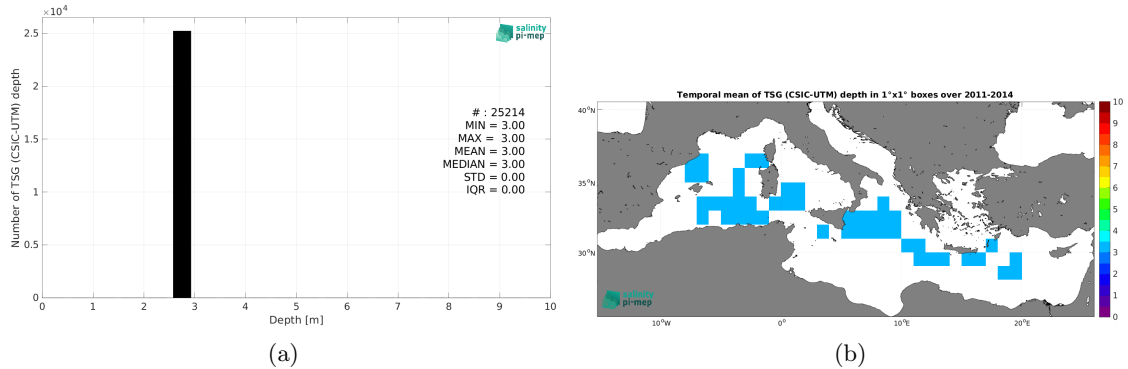 ×10⁴
2.5
2
1.5
1
0.5
0
Number of TSG (CSIC-UTM) depth
salinity
pi-mep
# : 25214
MIN = 3.00
MAX = 3.00
MEAN = 3.00
MEDIAN = 3.00
STD = 0.00
IQR = 0.00
0 1 2 3 4 5 6 7 8 9 10
Depth [m]
(a)
Temporal mean of TSG (CSIC-UTM) depth in 1°x1° boxes over 2011-2014
40°N
35°N
30°N
10°W 0° 10°E 20°E
salinity
pi-mep
10
9
8
7
6
5
4
3
2
1
0
(b)